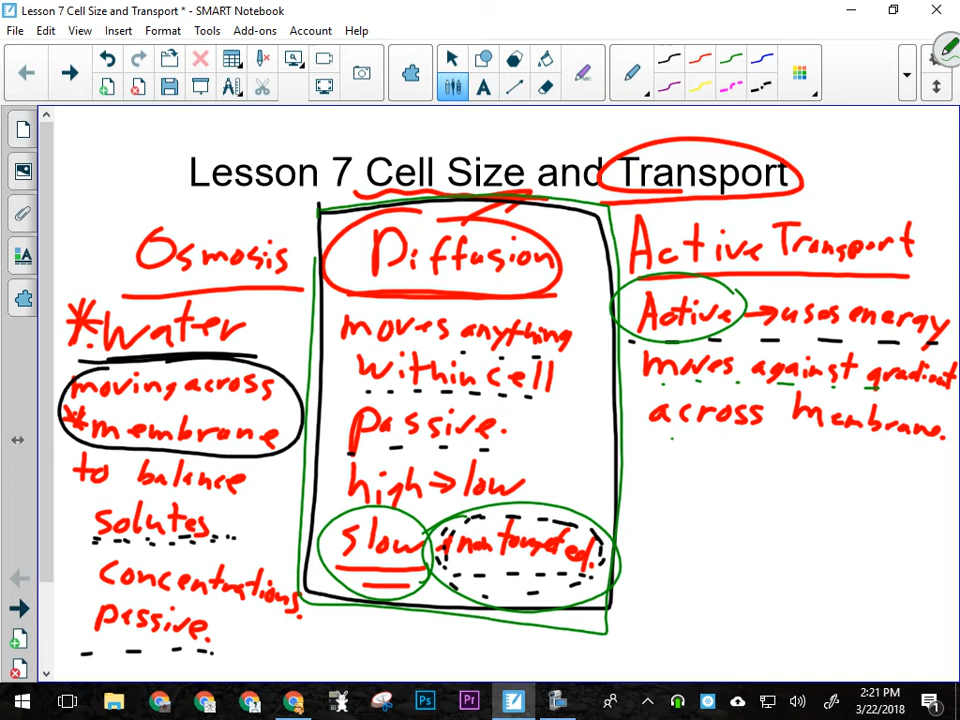 Lesson 7 Cell Size and Transport * - SMART Notebook
File Edit View Insert Format Tools Add-ons Account Help
Lesson 7 Cell Size and Transport
Osmosis
*Water
moving across
*membrane
to balance
solutes
concentrations.
passive.
Diffusion
moves anything
within cell
passive.
high → low
slow + non targeted.
Active Transport
Active → uses energy
moves against gradient
across membrane.
2:21 PM
3/22/2018
1